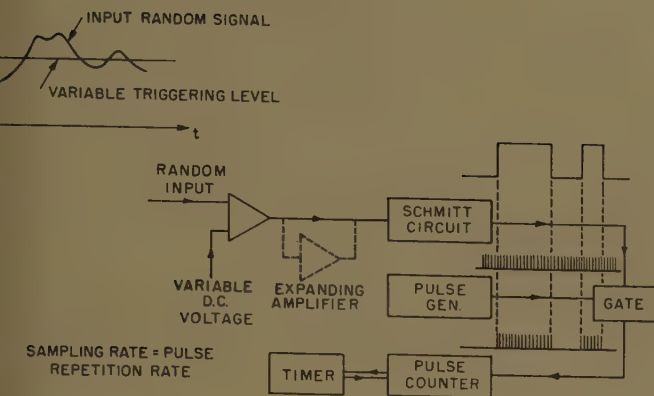 INPUT RANDOM SIGNAL
VARIABLE TRIGGERING LEVEL
t
RANDOM
INPUT
SCHMITT
CIRCUIT
VARIABLE
D.C.
VOLTAGE
EXPANDING
AMPLIFIER
PULSE
GEN.
GATE
SAMPLING RATE = PULSE
REPETITION RATE
TIMER
PULSE
COUNTER